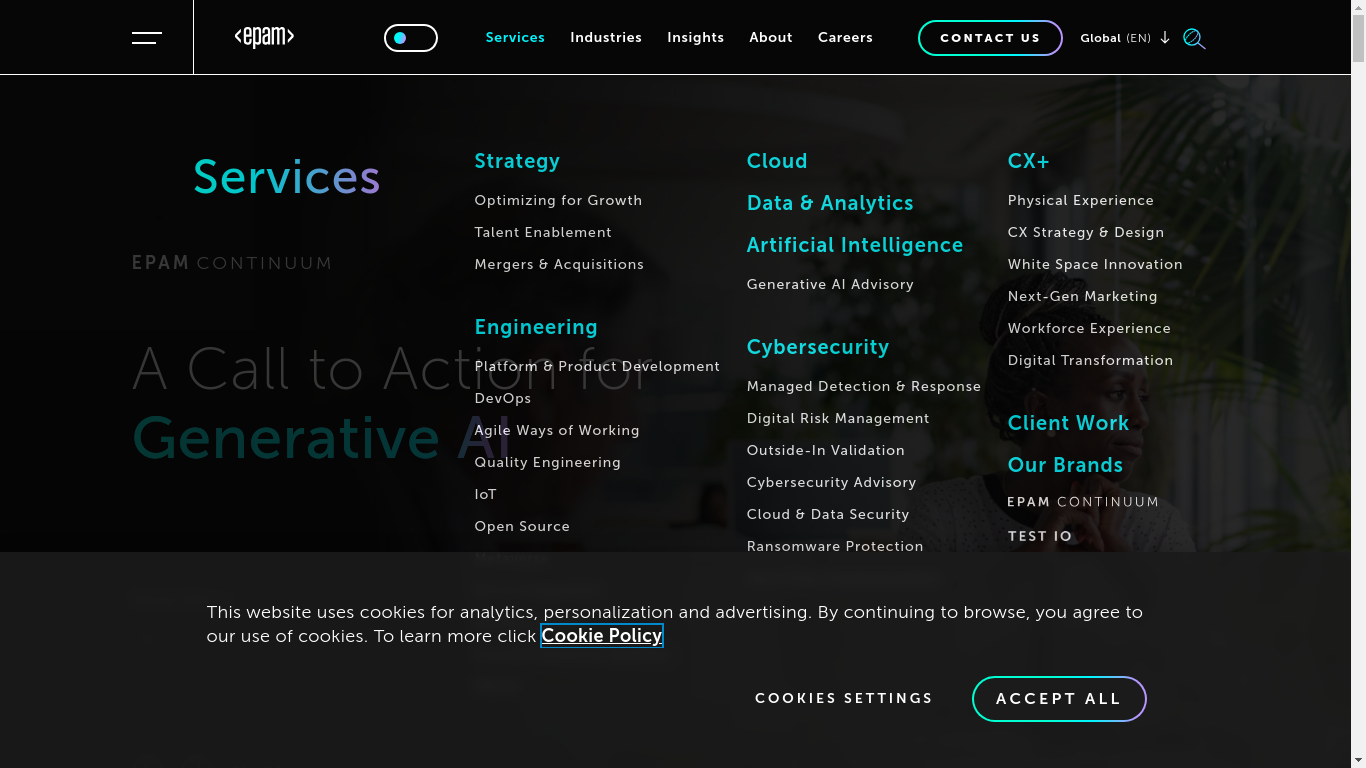 <epam>
Services
Industries
Insights
About
Careers
CONTACT US
Global (EN)
Services
EPAM CONTINUUM
A Call to Action for
Generative AI
Strategy
Optimizing for Growth
Talent Enablement
Mergers & Acquisitions
Engineering
Platform & Product Development
DevOps
Agile Ways of Working
Quality Engineering
IoT
Open Source
Cloud
Data & Analytics
Artificial Intelligence
Generative AI Advisory
Cybersecurity
Managed Detection & Response
Digital Risk Management
Outside-In Validation
Cybersecurity Advisory
Cloud & Data Security
Ransomware Protection
CX+
Physical Experience
CX Strategy & Design
White Space Innovation
Next-Gen Marketing
Workforce Experience
Digital Transformation
Client Work
Our Brands
EPAM CONTINUUM
TEST IO
This website uses cookies for analytics, personalization and advertising. By continuing to browse, you agree to
our use of cookies. To learn more click Cookie Policy
COOKIES SETTINGS
ACCEPT ALL